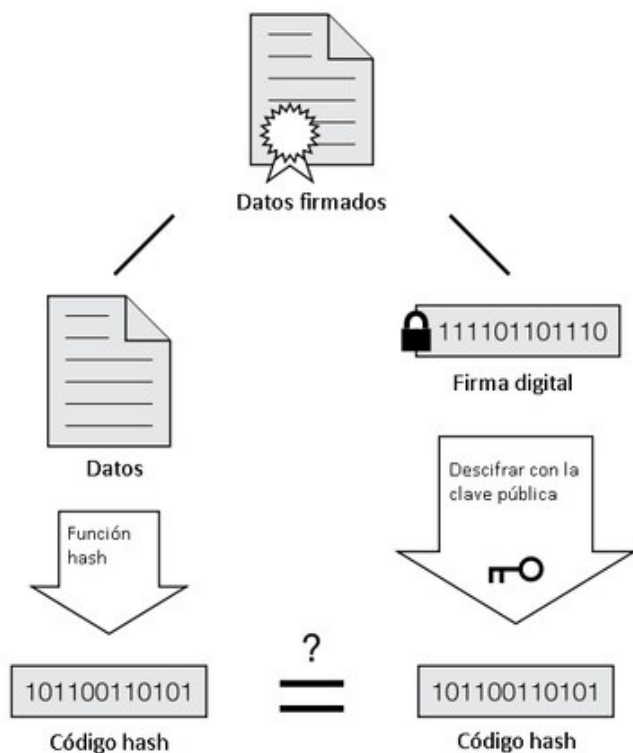 Datos firmados
111101101110
Firma digital
Datos
Descifrar con la
clave pública
Función
hash
?
101100110101
101100110101
Código hash
Código hash